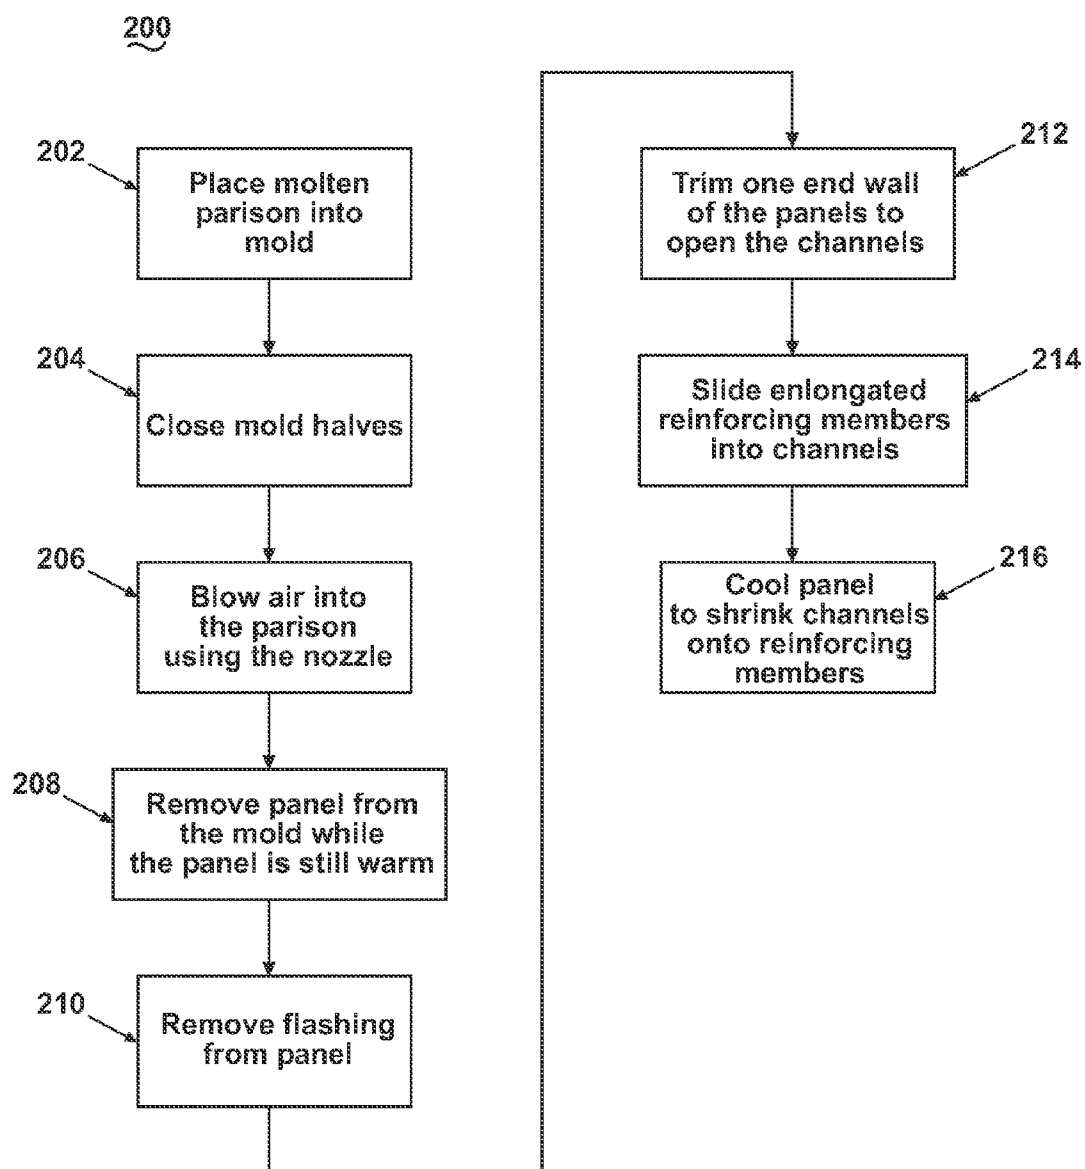 200
202
Place molten
parison into
mold
204
Close mold halves
206
Blow air into
the parison
using the nozzle
208
Remove panel from
the mold while
the panel is still warm
210
Remove flashing
from panel
212
Trim one end wall
of the panels to
open the channels
214
Slide enlongated
reinforcing members
into channels
216
Cool panel
to shrink channels
onto reinforcing
members